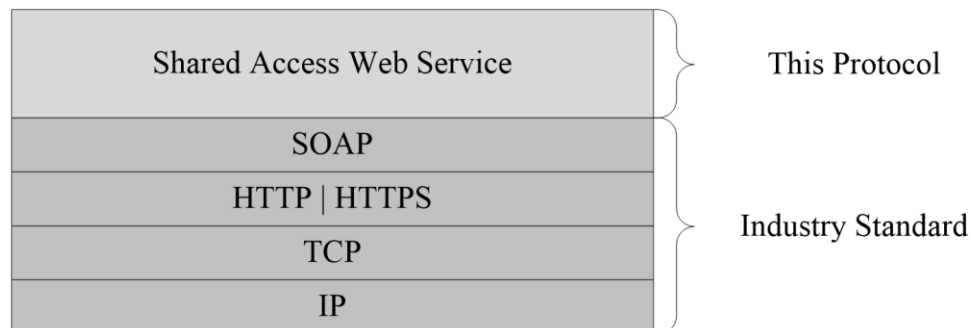 Shared Access Web Service
This Protocol
SOAP
HTTP | HTTPS
Industry Standard
TCP
IP